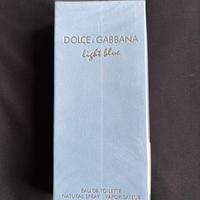 DOLCE & GABBANA
light blue
EAU DE TOILETTE
NATURAL SPRAY - VAPORISATEUR